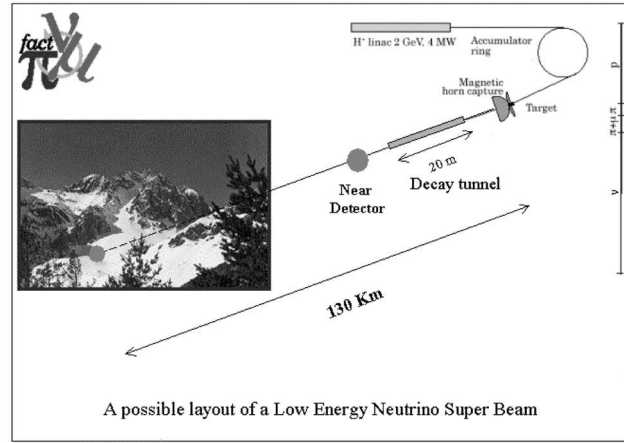 fact
πνμ
H⁻ linac 2 GeV, 4 MW
Accumulator
ring
Magnetic
horn capture
Target
p
π
π+μ
ν
20 m
Decay tunnel
Near
Detector
130 Km
A possible layout of a Low Energy Neutrino Super Beam